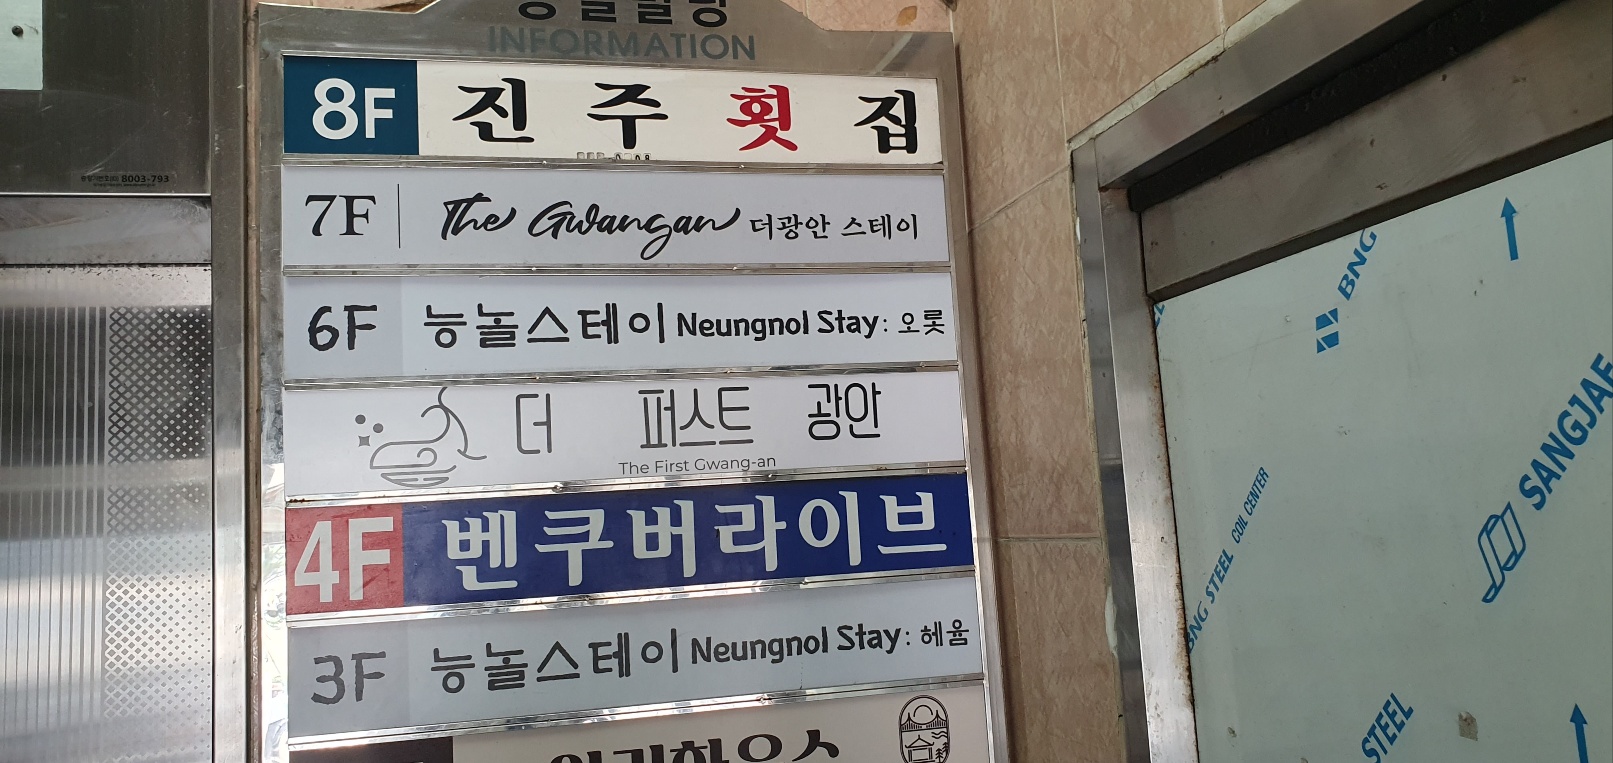 INFORMATION
8F 진주횟집
7F The Gwangan 더광안 스테이
6F 능놀스테이 Neungnol Stay: 오롯
더 퍼스트 광안
The First Gwang-an
4F 벤쿠버라이브
3F 능놀스테이 Neungnol Stay: 헤윰
8003-793
BNG
SANGJAE
BNG STEEL COIL CENTER
STEEL